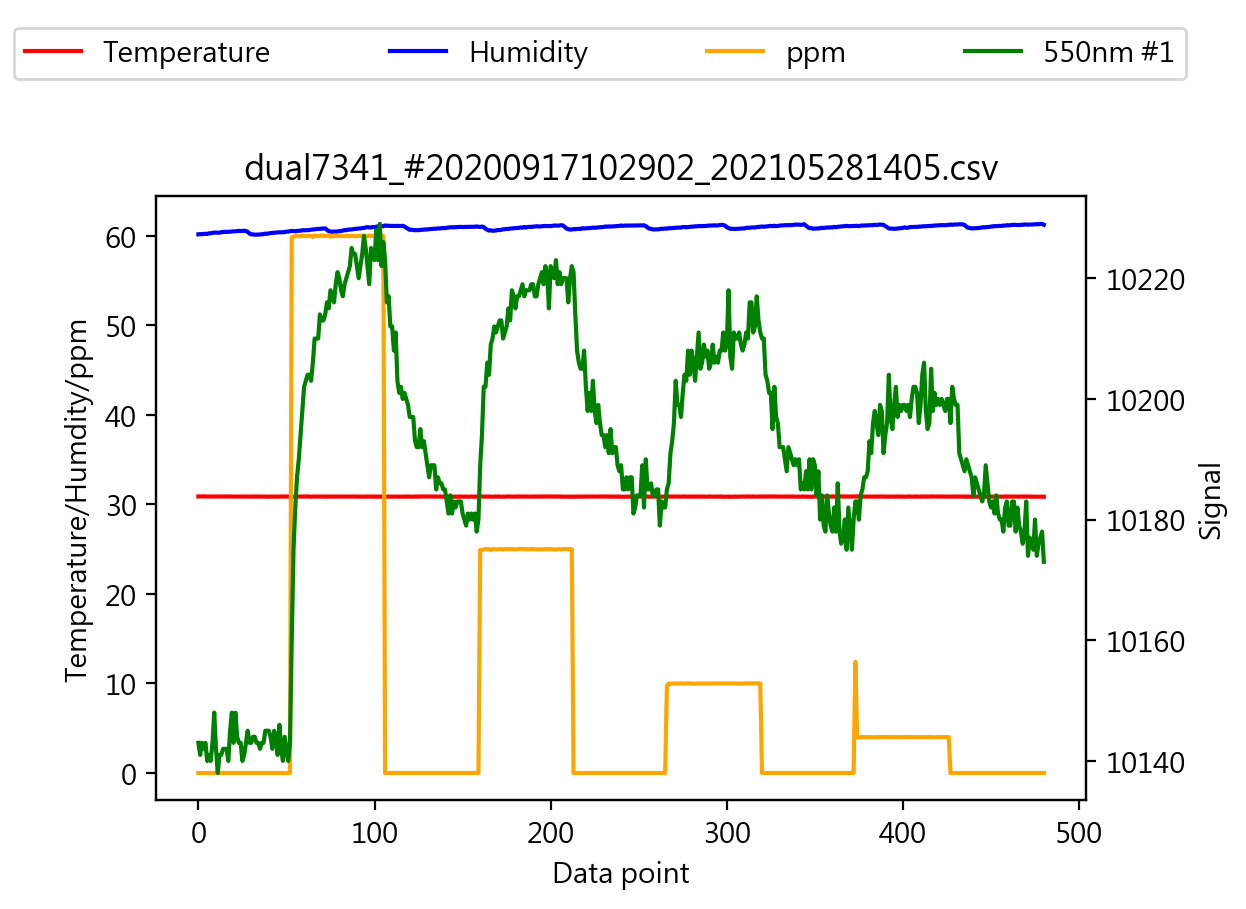 Temperature Humidity ppm 550nm #1
dual7341_#20200917102902_202105281405.csv
Temperature/Humdity/ppm
60
50
40
30
20
10
0
10220
10200
10180
10160
10140
Signal
0 100 200 300 400 500
Data point